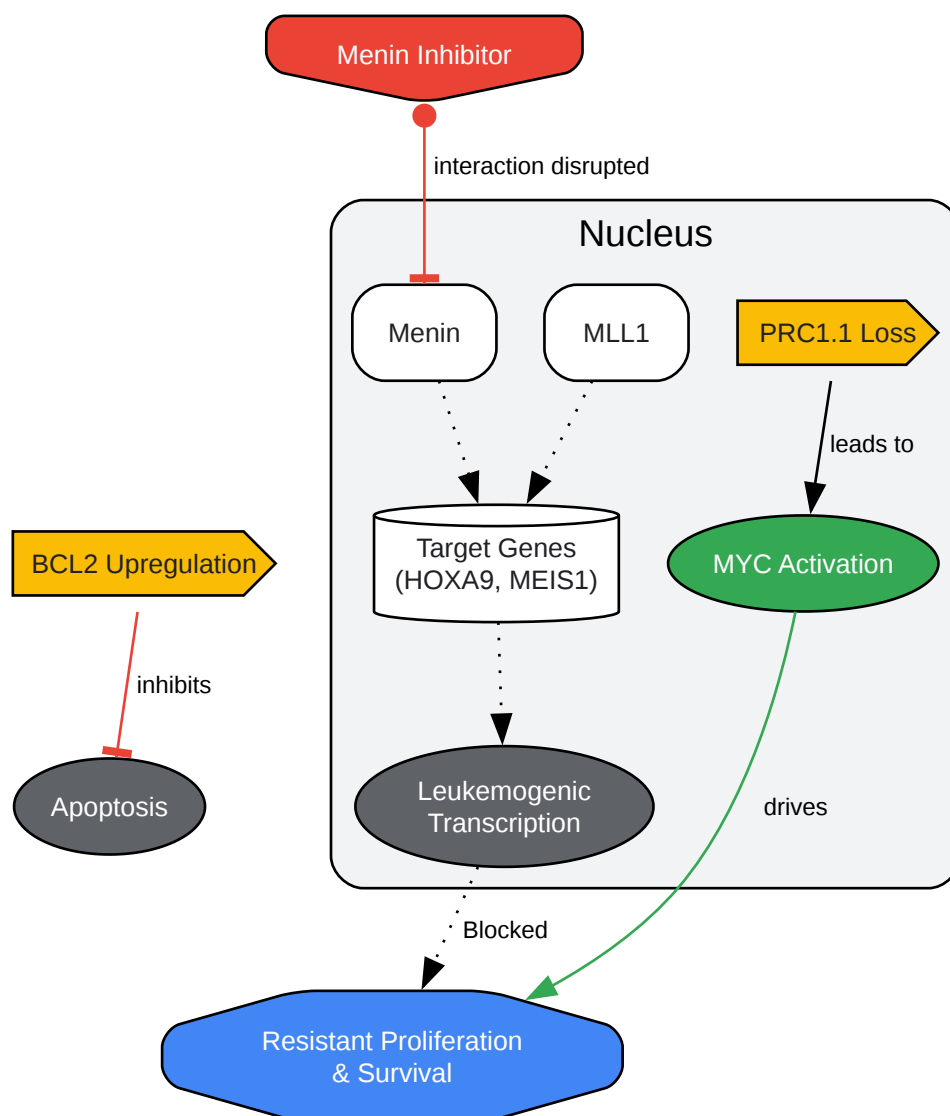 Menin Inhibitor
interaction disrupted
Nucleus
Menin
MLL1
PRC1.1 Loss
leads to
BCL2 Upregulation
Target Genes
(HOXA9, MEIS1)
MYC Activation
inhibits
Apoptosis
Leukemogenic
Transcription
drives
Blocked
Resistant Proliferation
& Survival